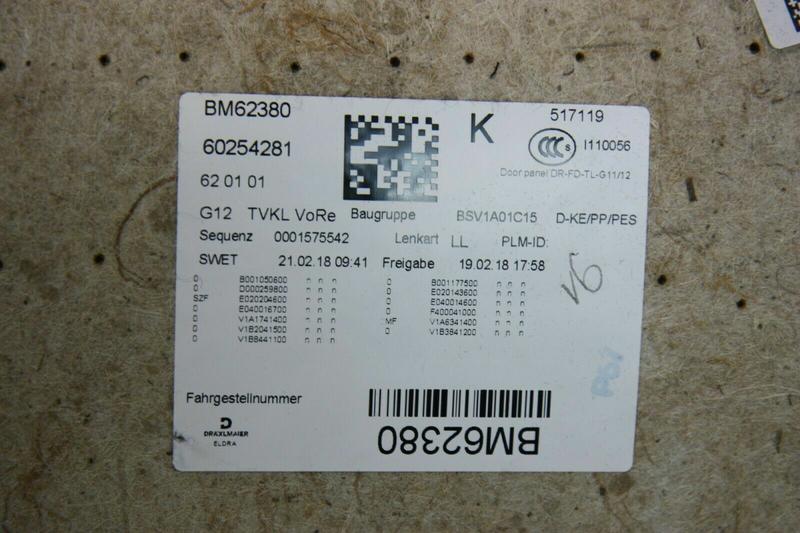 BM62380 K 517119
60254281 CCC S I110056
62 01 01 Door panel DR-FD-TL-G11/12
G12 TVKL VoRe Baugruppe BSV1A01C15 D-KE/PP/PES
Sequenz 0001575542 Lenkart LL PLM-ID:
SWET 21.02.18 09:41 Freigabe 19.02.18 17:58
0 B001050600 n n n 0 B001177500 n n n
0 D000259800 n n n 0 E020143600 n n n
SZF E020204600 n n n 0 E040014600 n n n
0 E040016700 n n n 0 F400041000 n n n
0 V1A1741400 n n n MF V1A6341400 n n n
0 V1B2041500 n n n 0 V1B3841200 n n n
0 V1B8441100 n n n
V6
Fahrgestellnummer
DRÄXLMAIER
ELDRA
BM62380